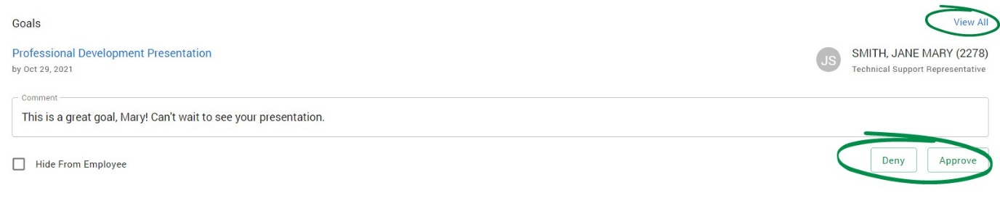 Goals
View All
Professional Development Presentation
by Oct 29, 2021
JS
SMITH, JANE MARY (2278)
Technical Support Representative
Comment
This is a great goal, Mary! Can't wait to see your presentation.
Hide From Employee
Deny
Approve